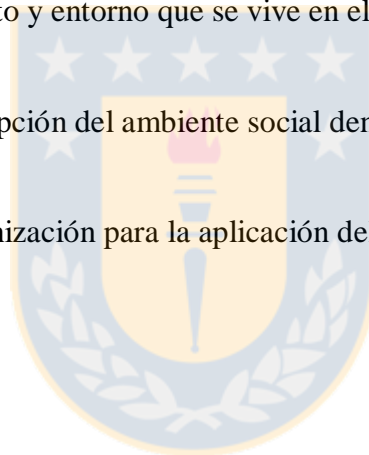 to y entorno que se vive en el
pción del ambiente social den
nización para la aplicación de